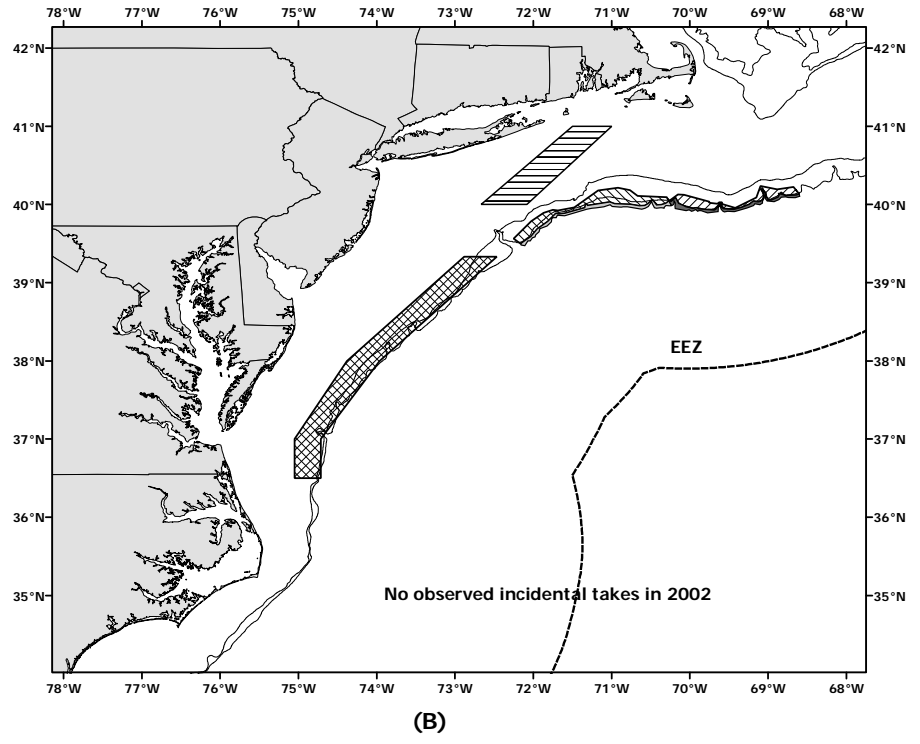 78°W 77°W 76°W 75°W 74°W 73°W 72°W 71°W 70°W 69°W 68°W
42°N 42°N
41°N 41°N
40°N 40°N
39°N 39°N
38°N 38°N
EEZ
37°N 37°N
36°N 36°N
35°N 35°N
No observed incidental takes in 2002
78°W 77°W 76°W 75°W 74°W 73°W 72°W 71°W 70°W 69°W 68°W
(B)